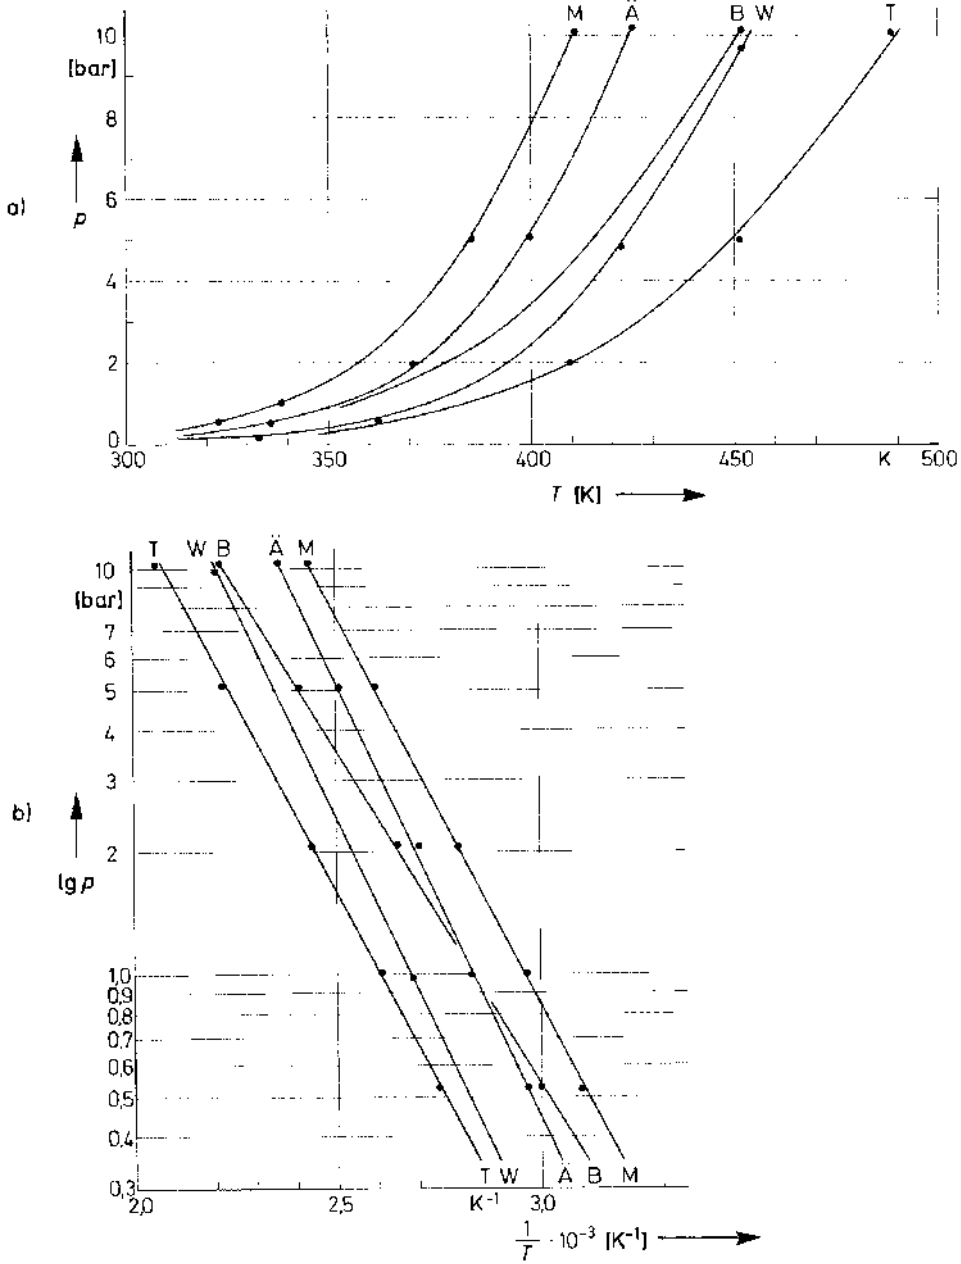 M Ä B W T
10
[bar]
8
a)
6
p
4
2
0
300 350 400 450 K 500
T [K]
T W B Ä M
10
[bar]
7
6
5
4
3
b)
2
lg p
1,0
0,9
0,8
0,7
0,6
0,5
0,4
T W Ä B M
0,3
2,0 2,5 K⁻¹ 3,0
1/T · 10⁻³ [K⁻¹]